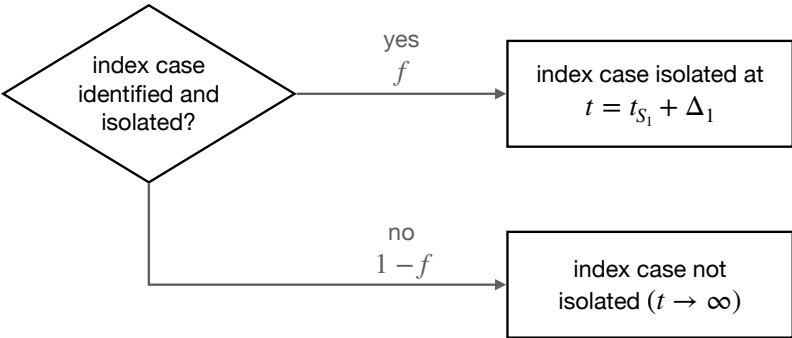 index case
identified and
isolated?
yes
f
index case isolated at
t = t_{S_1} + Δ_1
no
1 − f
index case not
isolated (t → ∞)